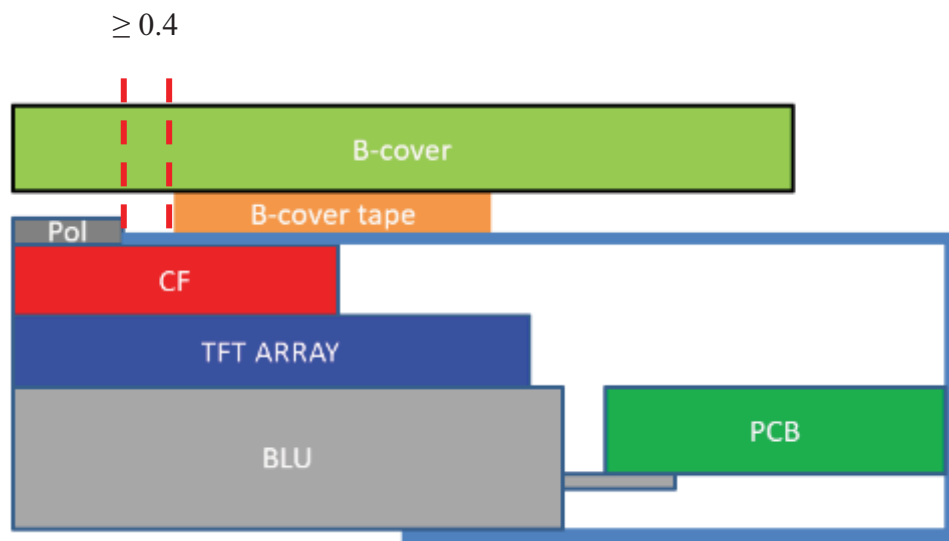 ≥ 0.4
B-cover
B-cover tape
Pol
CF
TFT ARRAY
BLU
PCB